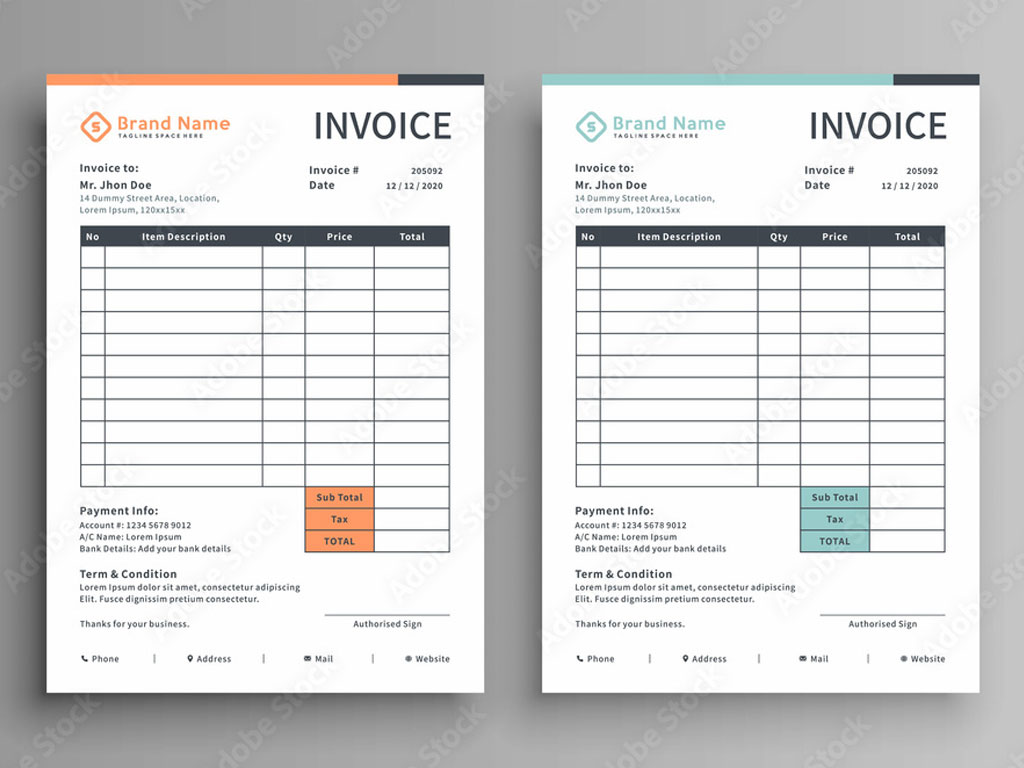 Brand Name
TAGLINE SPACE HERE
INVOICE
Invoice to:
Mr. Jhon Doe
14 Dummy Street Area, Location,
Lorem Ipsum, 120xx15xx
Invoice # 205092
Date 12 / 12 / 2020
No Item Description Qty Price Total
Sub Total
Tax
TOTAL
Payment Info:
Account #: 1234 5678 9012
A/C Name: Lorem Ipsum
Bank Details: Add your bank details
Term & Condition
Lorem Ipsum dolor sit amet, consectetur adipiscing
Elit. Fusce dignissim pretium consectetur.
Thanks for your business.
Authorised Sign
Phone | Address | Mail | Website
Brand Name
TAGLINE SPACE HERE
INVOICE
Invoice to:
Mr. Jhon Doe
14 Dummy Street Area, Location,
Lorem Ipsum, 120xx15xx
Invoice # 205092
Date 12 / 12 / 2020
No Item Description Qty Price Total
Sub Total
Tax
TOTAL
Payment Info:
Account #: 1234 5678 9012
A/C Name: Lorem Ipsum
Bank Details: Add your bank details
Term & Condition
Lorem Ipsum dolor sit amet, consectetur adipiscing
Elit. Fusce dignissim pretium consectetur.
Thanks for your business.
Authorised Sign
Phone | Address | Mail | Website
Adobe Stock